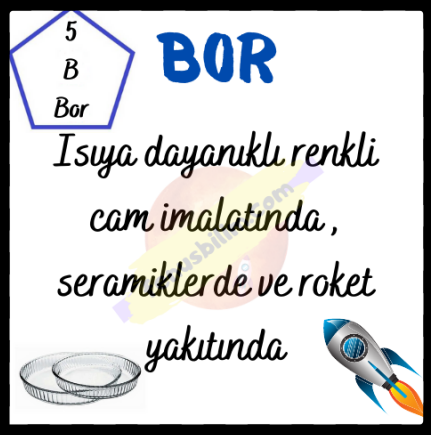 5
B
Bor
BOR
Isıya dayanıklı renkli
cam imalatında ,
seramiklerde ve roket
yakıtında